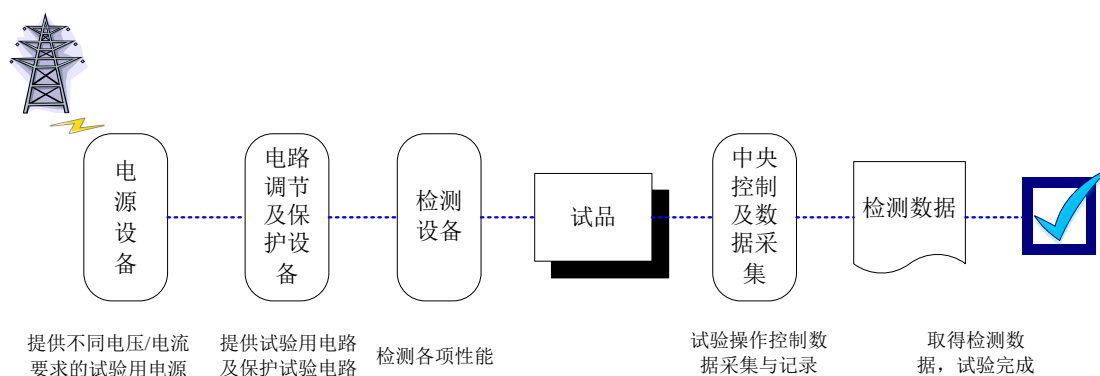 电
源
设
备
电路
调节
及保
护设
备
检测
设备
试品
中央
控制
及数
据采
集
检测数据
提供不同电压/电流
要求的试验用电源
提供试验用电路
及保护试验电路
检测各项性能
试验操作控制数
据采集与记录
取得检测数
据，试验完成